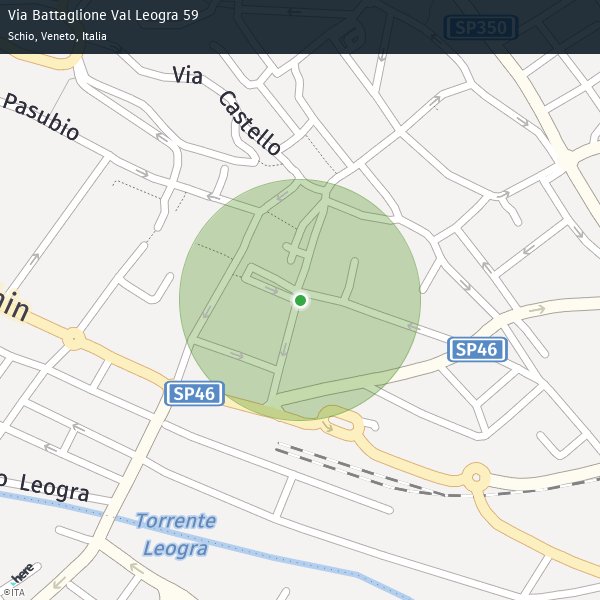 Via Battaglione Val Leogra 59
Schio, Veneto, Italia
SP350
Via
Castello
Pasubio
SP46
SP46
Leogra
Torrente
Leogra
here
©ITA